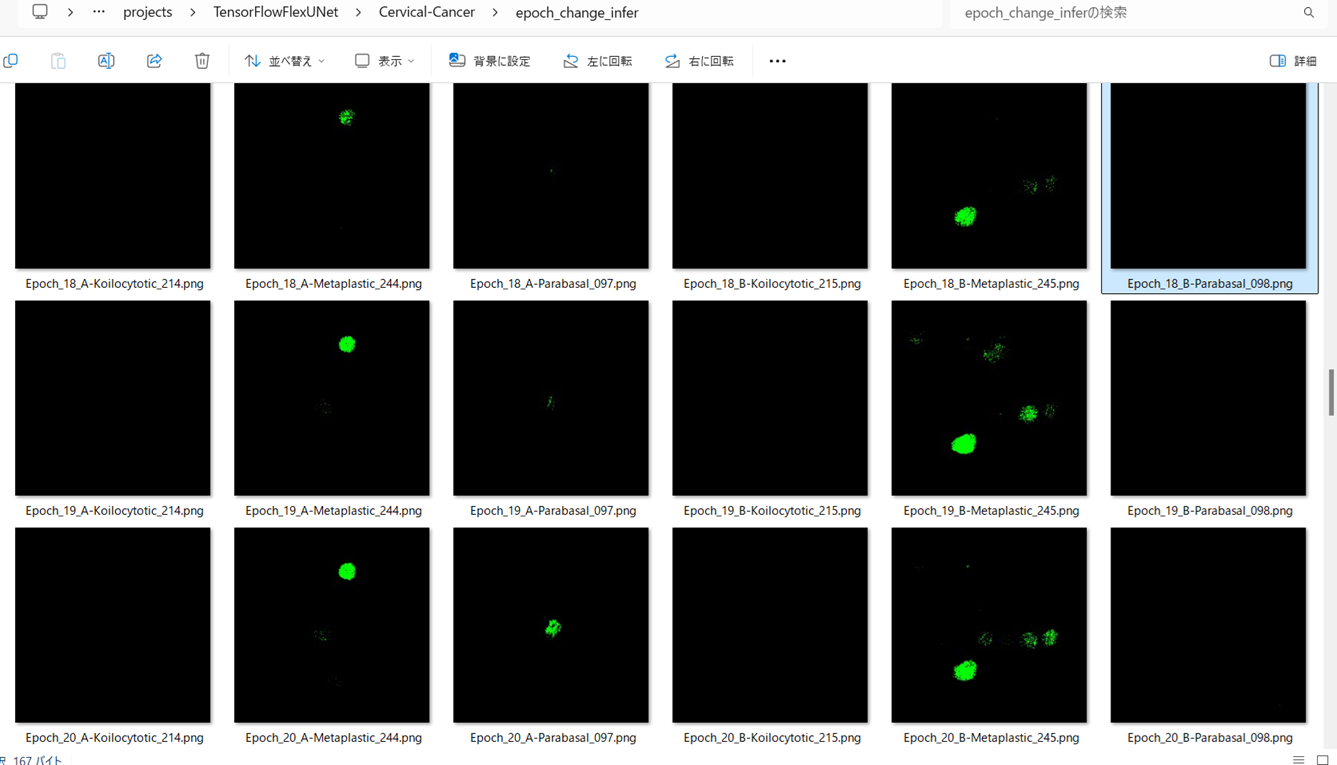 … projects > TensorFlowFlexUNet > Cervical-Cancer > epoch_change_infer
epoch_change_inferの検索
並べ替え 表示 背景に設定 左に回転 右に回転 … 詳細
Epoch_18_A-Koilocytotic_214.png Epoch_18_A-Metaplastic_244.png Epoch_18_A-Parabasal_097.png Epoch_18_B-Koilocytotic_215.png Epoch_18_B-Metaplastic_245.png Epoch_18_B-Parabasal_098.png
Epoch_19_A-Koilocytotic_214.png Epoch_19_A-Metaplastic_244.png Epoch_19_A-Parabasal_097.png Epoch_19_B-Koilocytotic_215.png Epoch_19_B-Metaplastic_245.png Epoch_19_B-Parabasal_098.png
Epoch_20_A-Koilocytotic_214.png Epoch_20_A-Metaplastic_244.png Epoch_20_A-Parabasal_097.png Epoch_20_B-Koilocytotic_215.png Epoch_20_B-Metaplastic_245.png Epoch_20_B-Parabasal_098.png
167 バイト